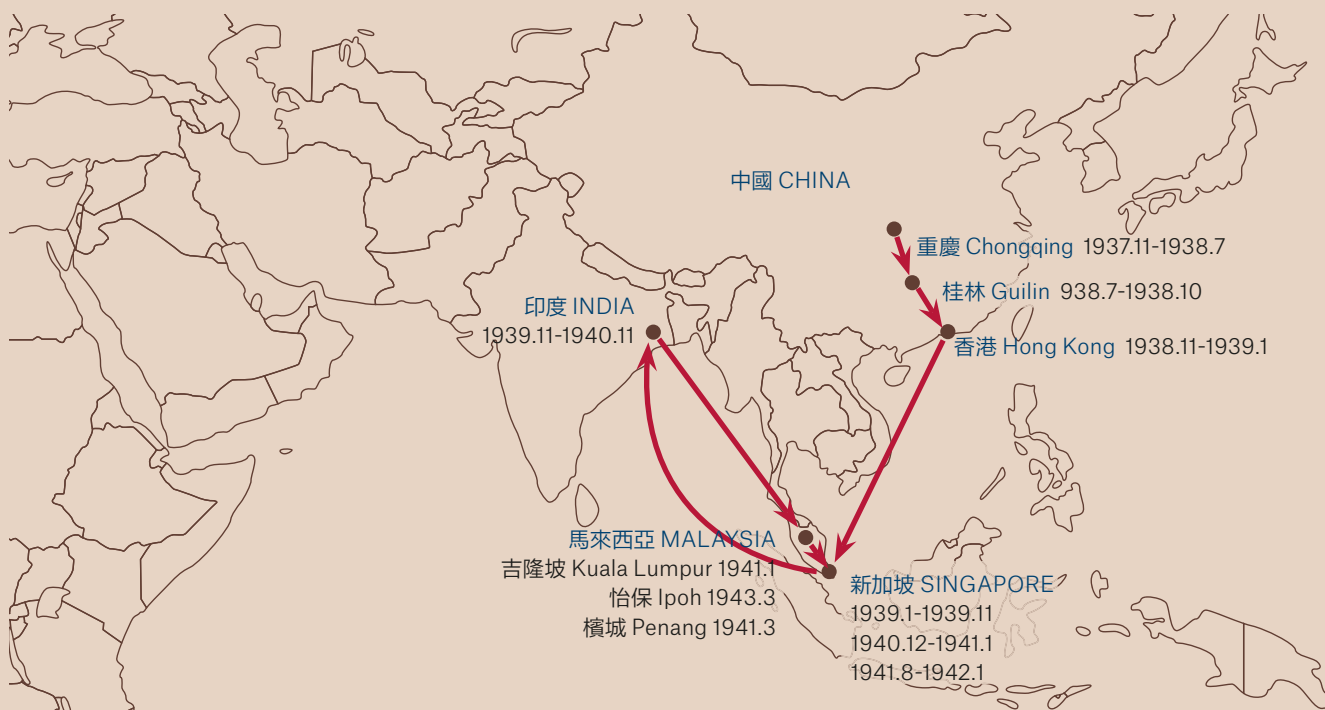 中國 CHINA
重慶 Chongqing 1937.11-1938.7
桂林 Guilin 938.7-1938.10
香港 Hong Kong 1938.11-1939.1
印度 INDIA
1939.11-1940.11
馬來西亞 MALAYSIA
吉隆坡 Kuala Lumpur 1941.1
怡保 Ipoh 1943.3
檳城 Penang 1941.3
新加坡 SINGAPORE
1939.1-1939.11
1940.12-1941.1
1941.8-1942.1